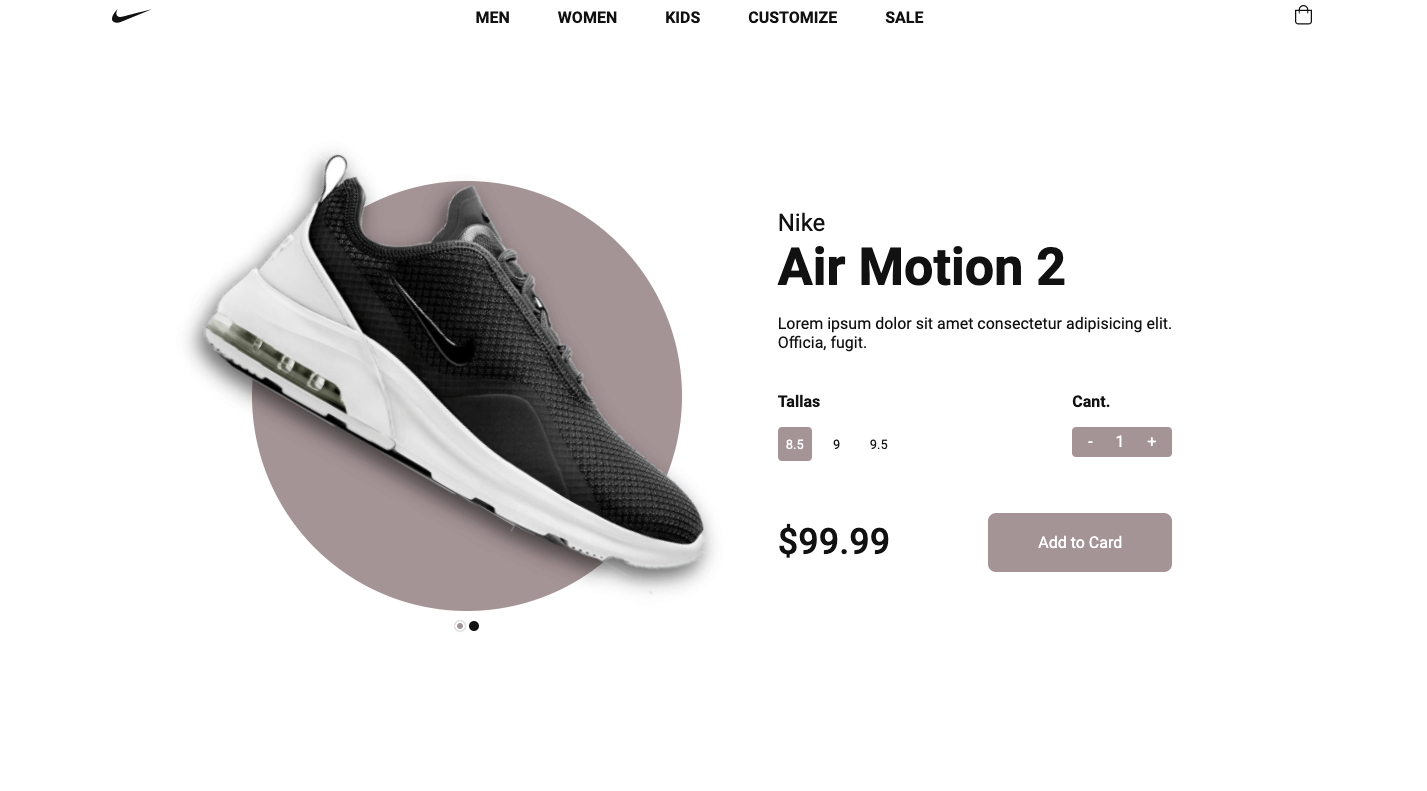 MEN WOMEN KIDS CUSTOMIZE SALE
Nike
Air Motion 2
Lorem ipsum dolor sit amet consectetur adipisicing elit.
Officia, fugit.
Tallas Cant.
8.5 9 9.5 - 1 +
$99.99 Add to Card